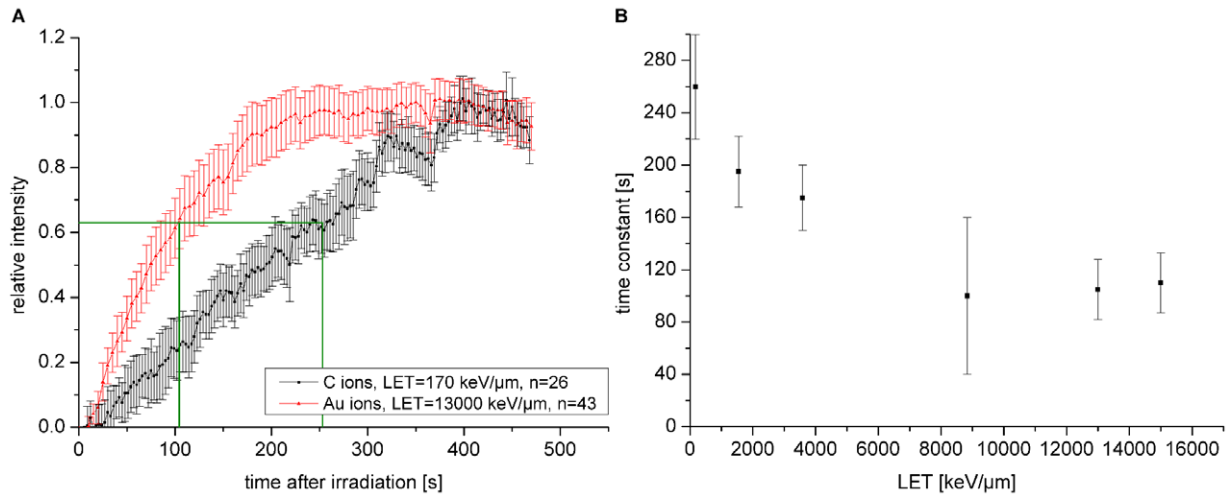 A
relative intensity
1.2
1.0
0.8
0.6
0.4
0.2
0.0
C ions, LET=170 keV/µm, n=26
Au ions, LET=13000 keV/µm, n=43
0 100 200 300 400 500
time after irradiation [s]
B
time constant [s]
280
240
200
160
120
80
40
0
0 2000 4000 6000 8000 10000 12000 14000 16000
LET [keV/µm]